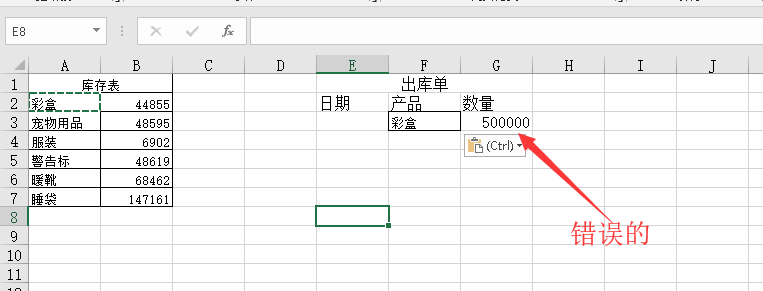 E8
fx
A B C D E F G H I J
1 库存表 出库单
2 彩盒 44855 日期 产品 数量
3 宠物用品 48595 彩盒 500000
4 服装 6902 (Ctrl)
5 警告标 48619
6 暖靴 68462
7 睡袋 147161
8
错误的
9
10
11